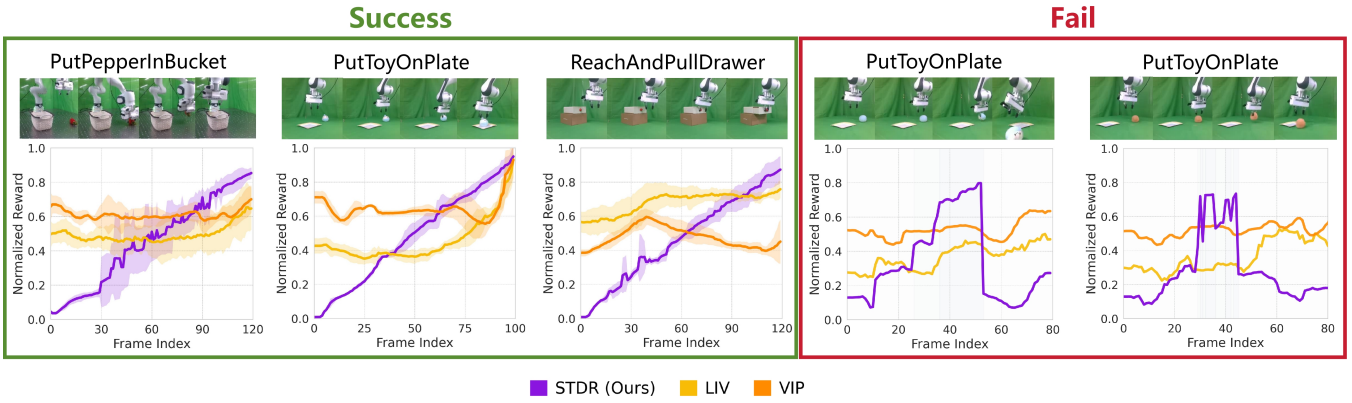 Success
Fail
PutPepperInBucket
PutToyOnPlate
ReachAndPullDrawer
PutToyOnPlate
PutToyOnPlate
Normalized Reward
1.0
0.8
0.6
0.4
0.2
0.0
0 30 60 90 120
Frame Index
Normalized Reward
1.0
0.8
0.6
0.4
0.2
0.0
0 25 50 75 100
Frame Index
Normalized Reward
1.0
0.8
0.6
0.4
0.2
0.0
0 30 60 90 120
Frame Index
Normalized Reward
1.0
0.8
0.6
0.4
0.2
0.0
0 20 40 60 80
Frame Index
Normalized Reward
1.0
0.8
0.6
0.4
0.2
0.0
0 20 40 60 80
Frame Index
STDR (Ours) LIV VIP